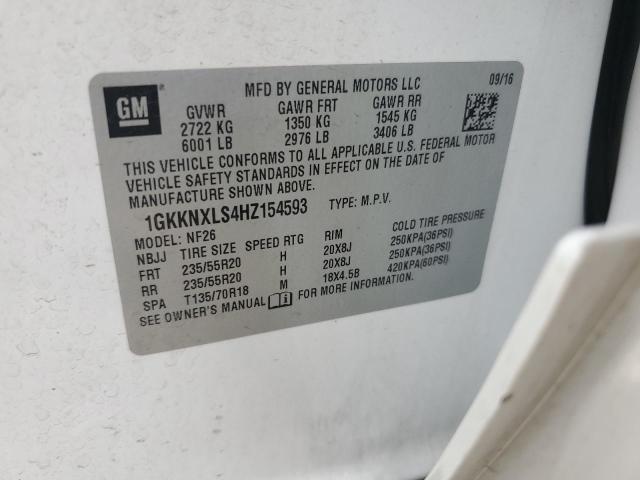 GM
MFD BY GENERAL MOTORS LLC 09/16
GVWR GAWR FRT GAWR RR
2722 KG 1350 KG 1545 KG
6001 LB 2976 LB 3406 LB
THIS VEHICLE CONFORMS TO ALL APPLICABLE U.S. FEDERAL MOTOR
VEHICLE SAFETY STANDARDS IN EFFECT ON THE DATE OF
MANUFACTURE SHOWN ABOVE.
1GKKNXLS4HZ154593 TYPE: M.P.V.
MODEL: NF26
NBJJ TIRE SIZE SPEED RTG RIM COLD TIRE PRESSURE
FRT 235/55R20 H 20X8J 250KPA(36PSI)
RR 235/55R20 H 20X8J 250KPA(36PSI)
SPA T135/70R18 M 18X4.5B 420KPA(60PSI)
SEE OWNER'S MANUAL FOR MORE INFORMATION.